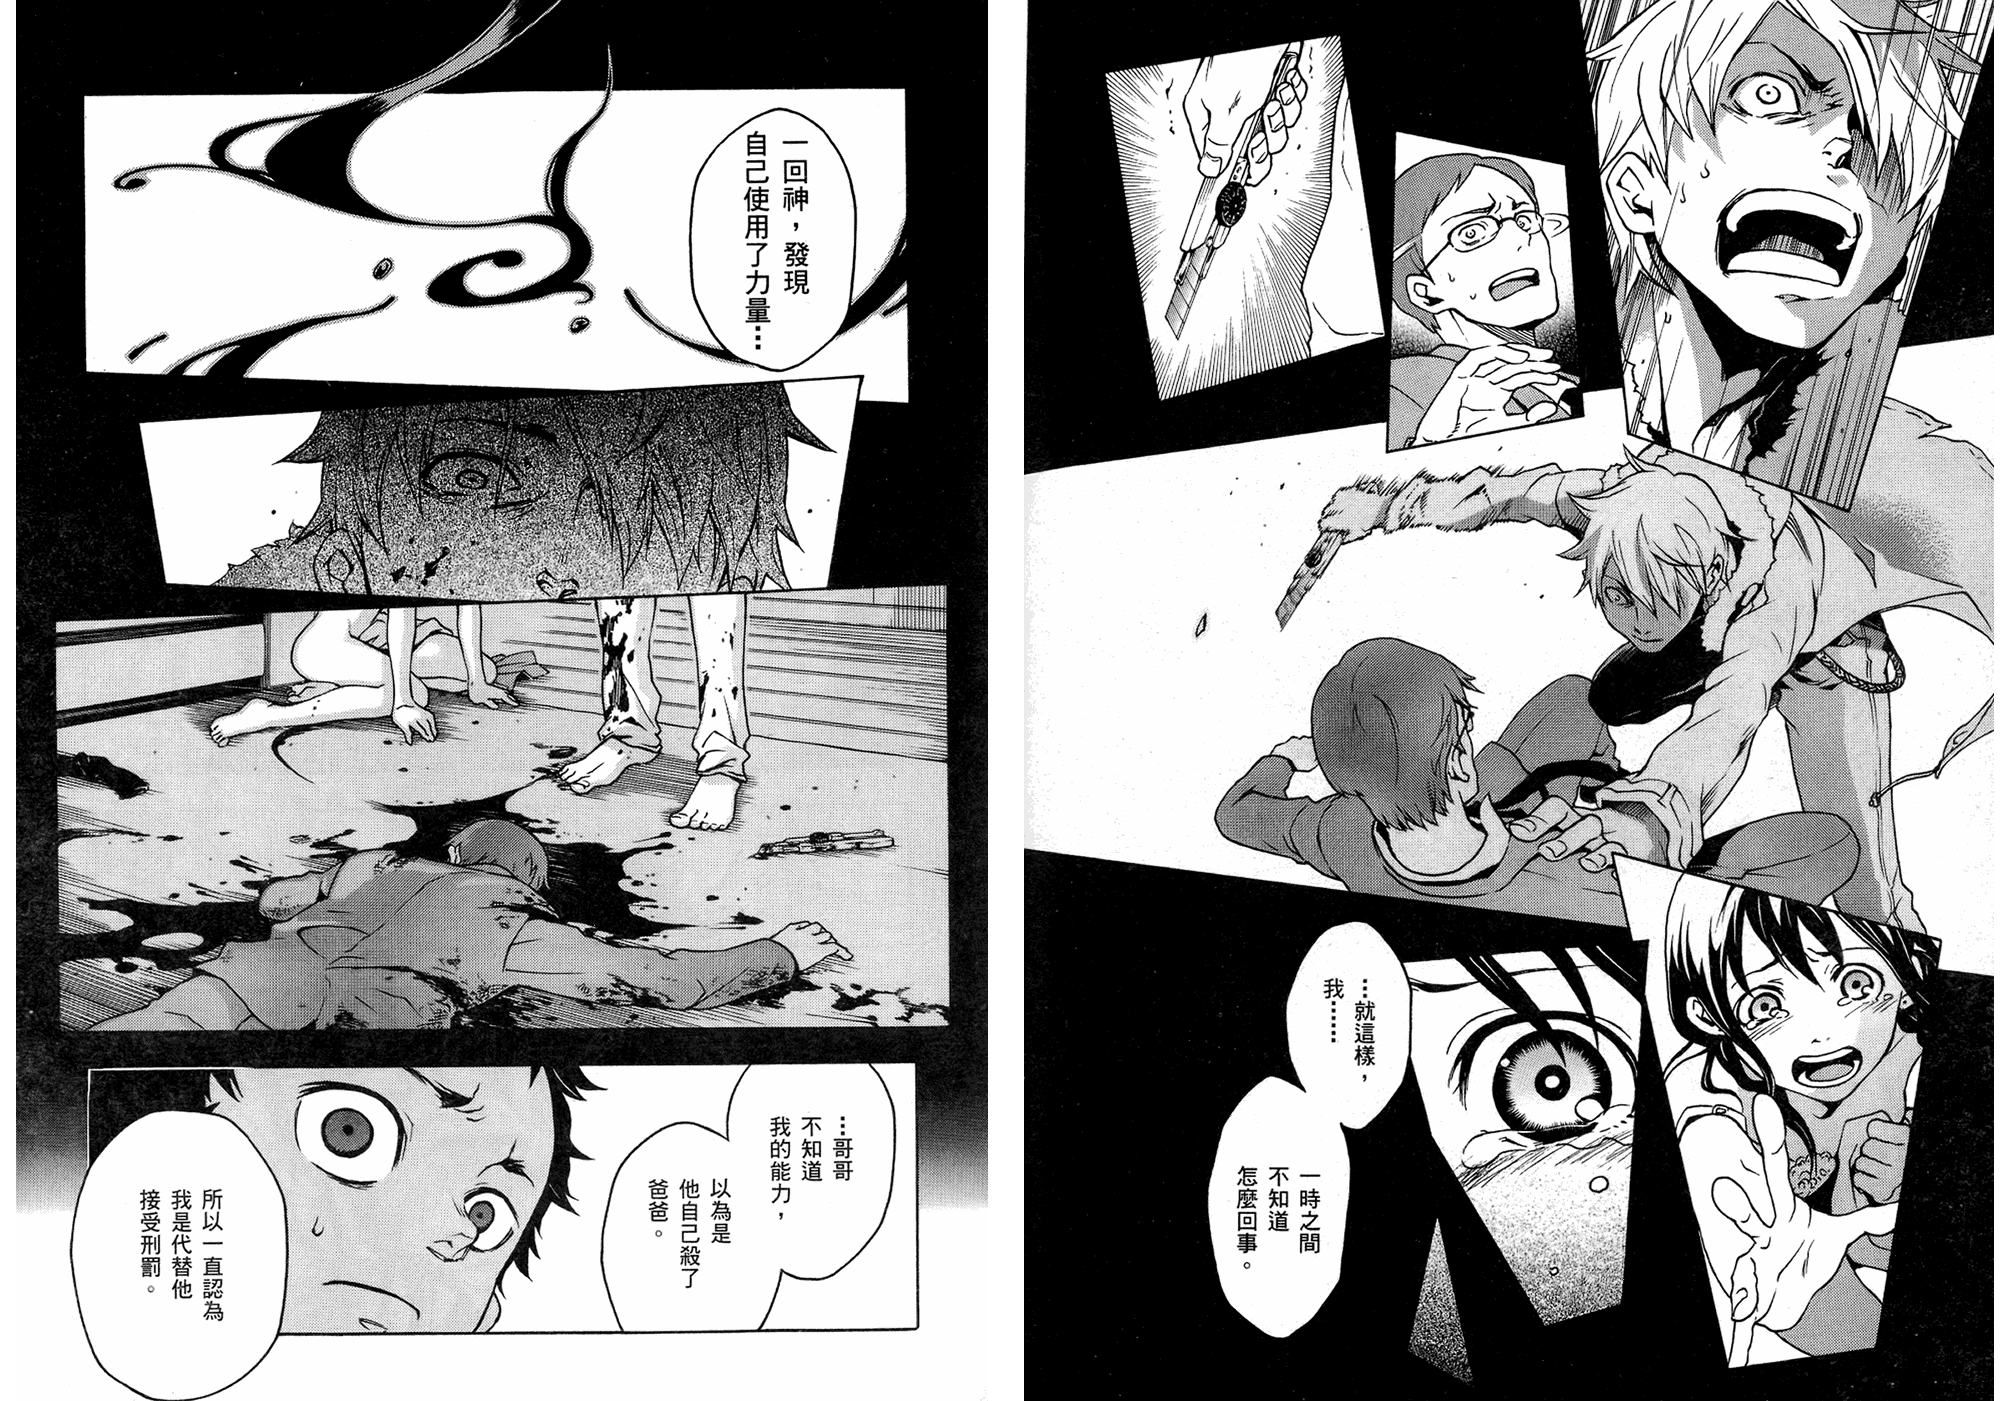 …就這樣，
我……
一時之間
不知道
怎麼回事。
一回神，發現
自己使用了力量…
…哥哥
不知道
我的能力，
以為是
他自己殺了
爸爸。
所以一直認為
我是代替他
接受刑罰。